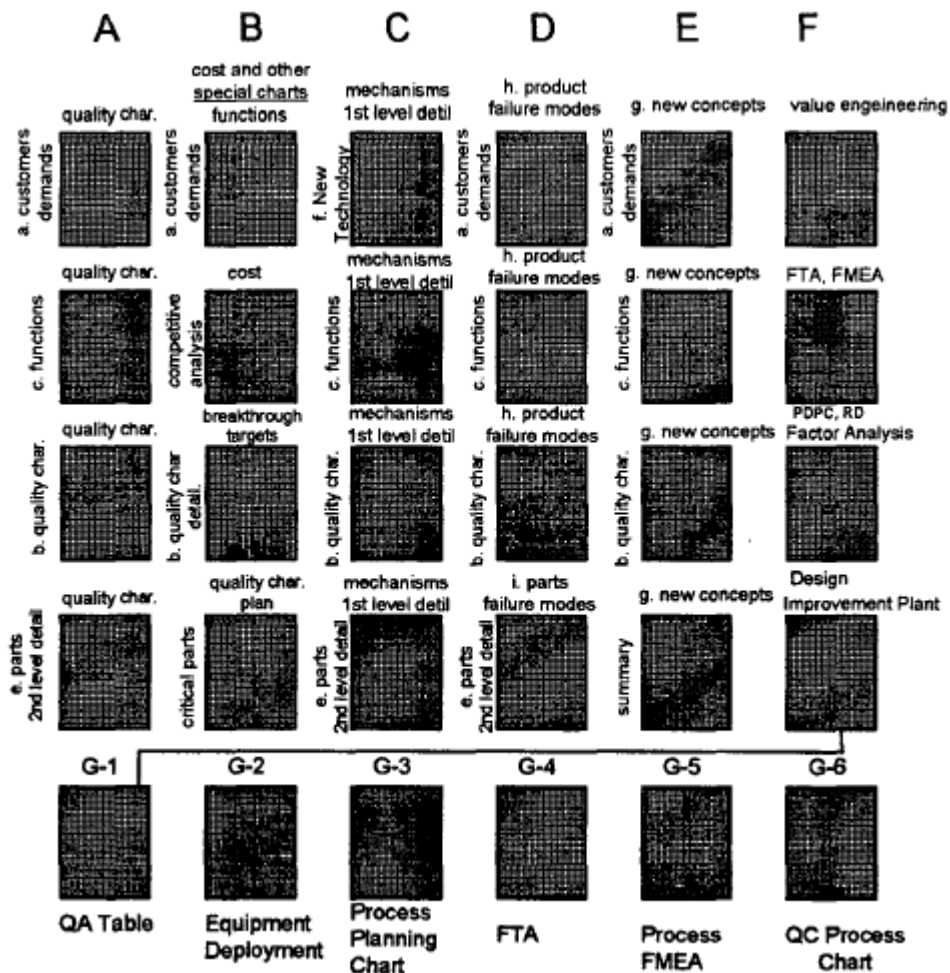 A B C D E F
cost and other
special charts
quality char.
functions
mechanisms
1st level detil
h. product
failure modes
g. new concepts
value engeineering
a. customers
demands
a. customers
demands
f. New
Technology
a. customers
demands
a. customers
demands
quality char.
cost
mechanisms
1st level detil
h. product
failure modes
g. new concepts
FTA, FMEA
c. functions
competitive
analysis
c. functions
c. functions
c. functions
quality char.
breakthrough
targets
mechanisms
1st level detil
h. product
failure modes
g. new concepts
PDPC, RD
Factor Analysis
b. quality char.
b. quality char
detail.
b. quality char.
b. quality char.
b. quality char.
quality char.
quality char.
plan
mechanisms
1st level detil
i. parts
failure modes
g. new concepts
Design
Improvement Plant
e. parts
2nd level detail
critical parts
e. parts
2nd level detail
e. parts
2nd level detail
summary
G-1 G-2 G-3 G-4 G-5 G-6
QA Table
Equipment
Deployment
Process
Planning
Chart
FTA
Process
FMEA
QC Process
Chart